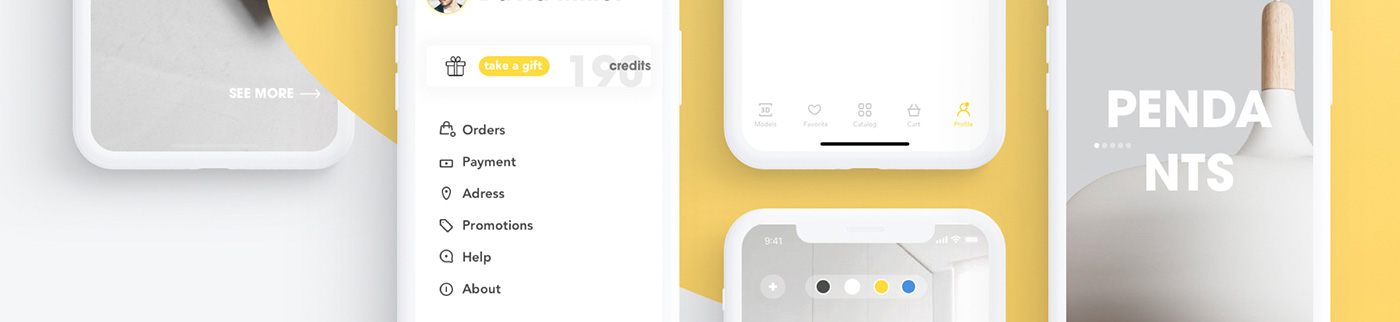 SEE MORE
take a gift
190
credits
Orders
Payment
Adress
Promotions
Help
About
3D
Models
Favorite
Catalog
Cart
Profile
9:41
PENDA
NTS